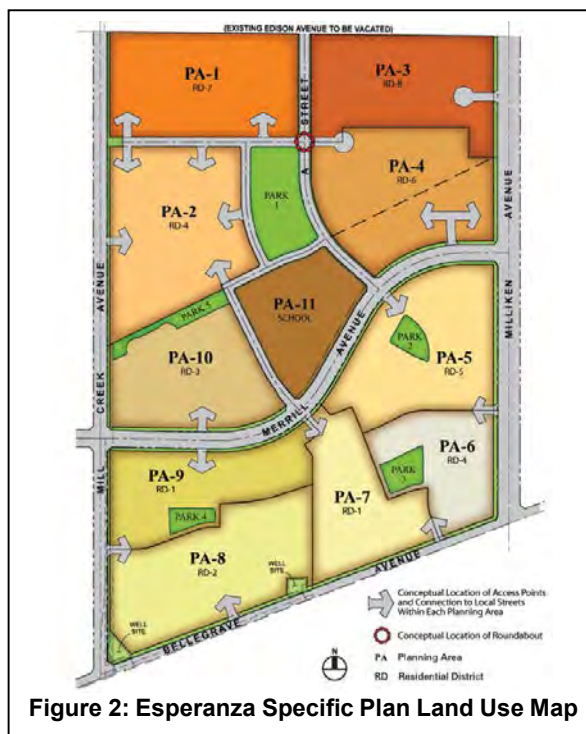 (EXISTING EDISON AVENUE TO BE VACATED)
PA-1
RD-7
A STREET
PA-3
RD-8
PARK
1
PA-4
RD-6
PA-2
RD-4
CREEK AVENUE
MILL
MILLIKEN AVENUE
PA-11
SCHOOL
PARK 5
PA-10
RD-3
PARK
2
PA-5
RD-5
MERRILL AVENUE
PA-6
RD-4
PARK
3
PA-9
RD-1
PARK 4
PA-7
RD-1
PA-8
RD-2
WELL
SITE
WELL
SITE
BELLEGRAVE AVENUE
Conceptual Location of Access Points
and Connection to Local Streets
Within Each Planning Area
Conceptual Location of Roundabout
N
PA Planning Area
RD Residential District
Figure 2: Esperanza Specific Plan Land Use Map